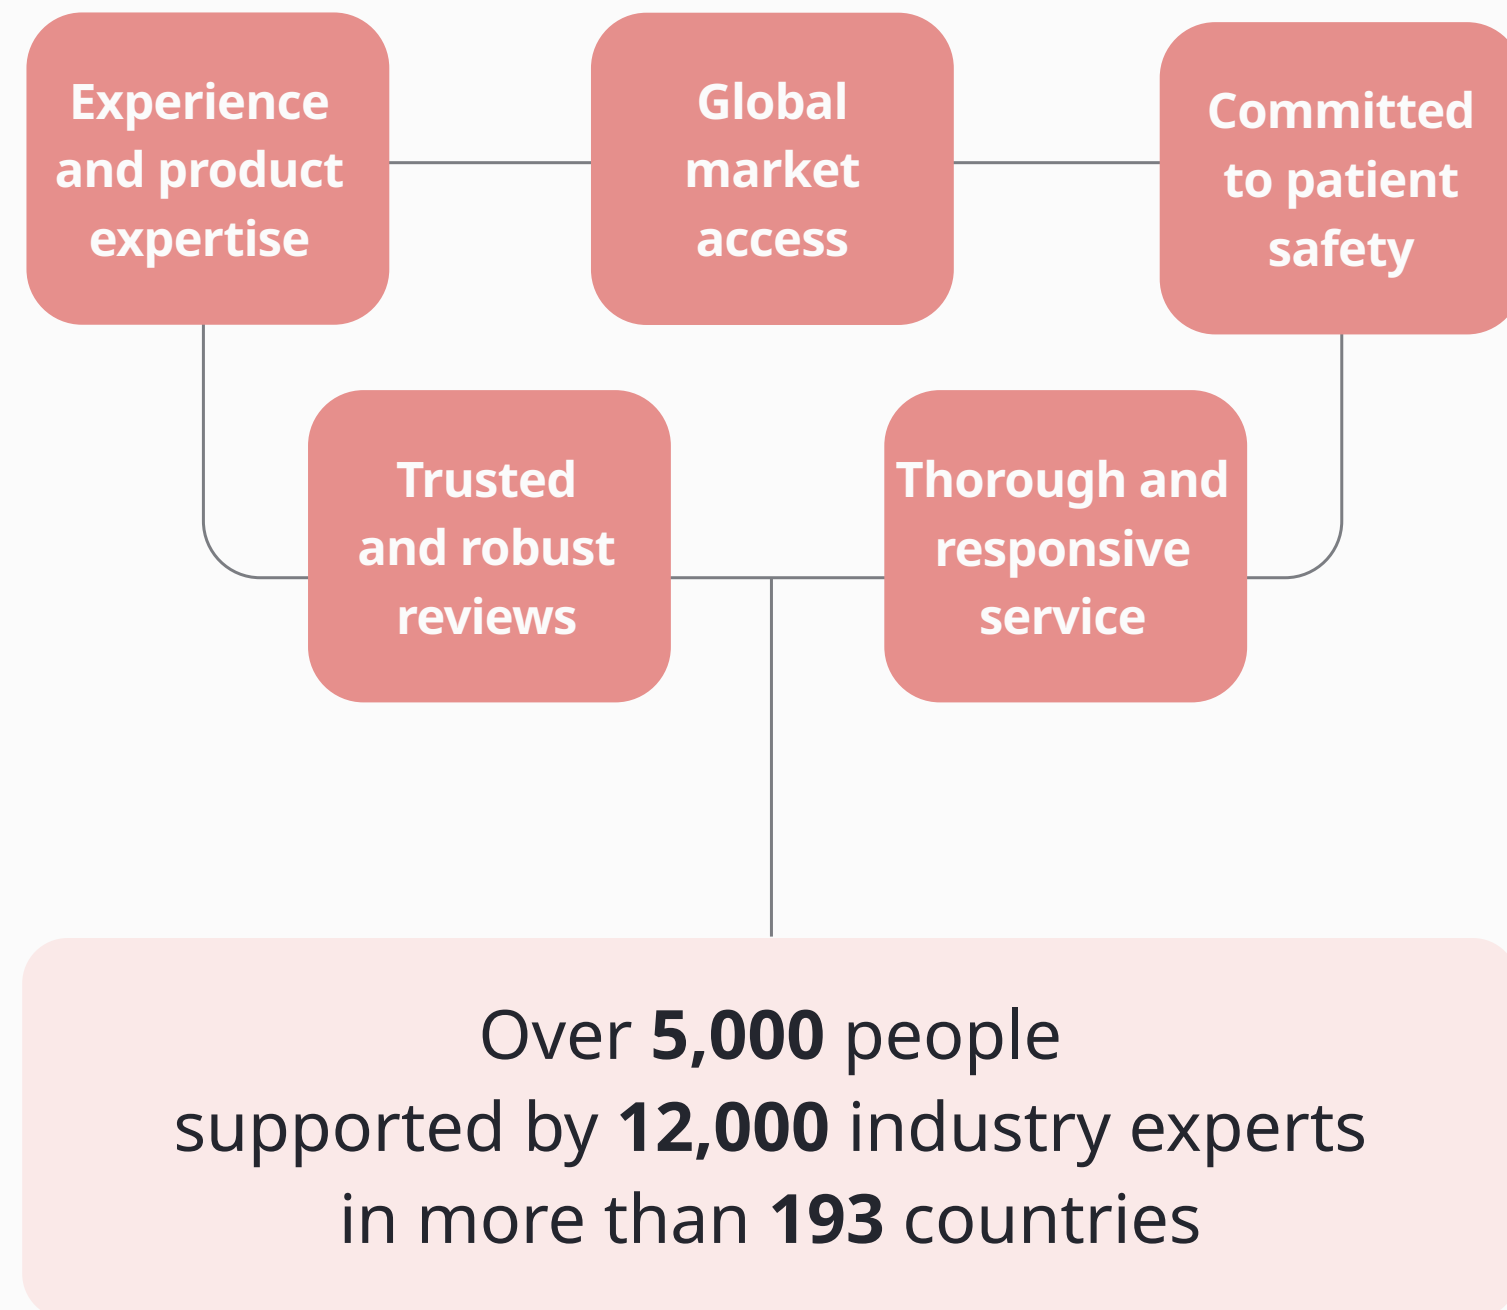 Experience
and product
expertise
Global
market
access
Committed
to patient
safety
Trusted
and robust
reviews
Thorough and
responsive
service
Over 5,000 people
supported by 12,000 industry experts
in more than 193 countries